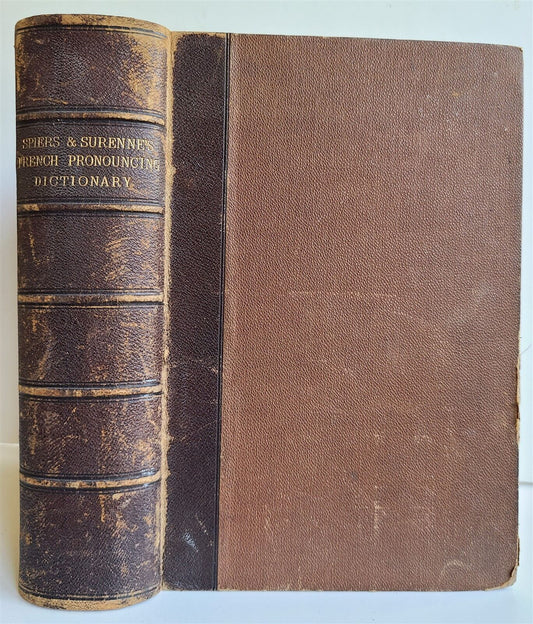 SPIERS & SURENNE'S
FRENCH PRONOUNCING
DICTIONARY